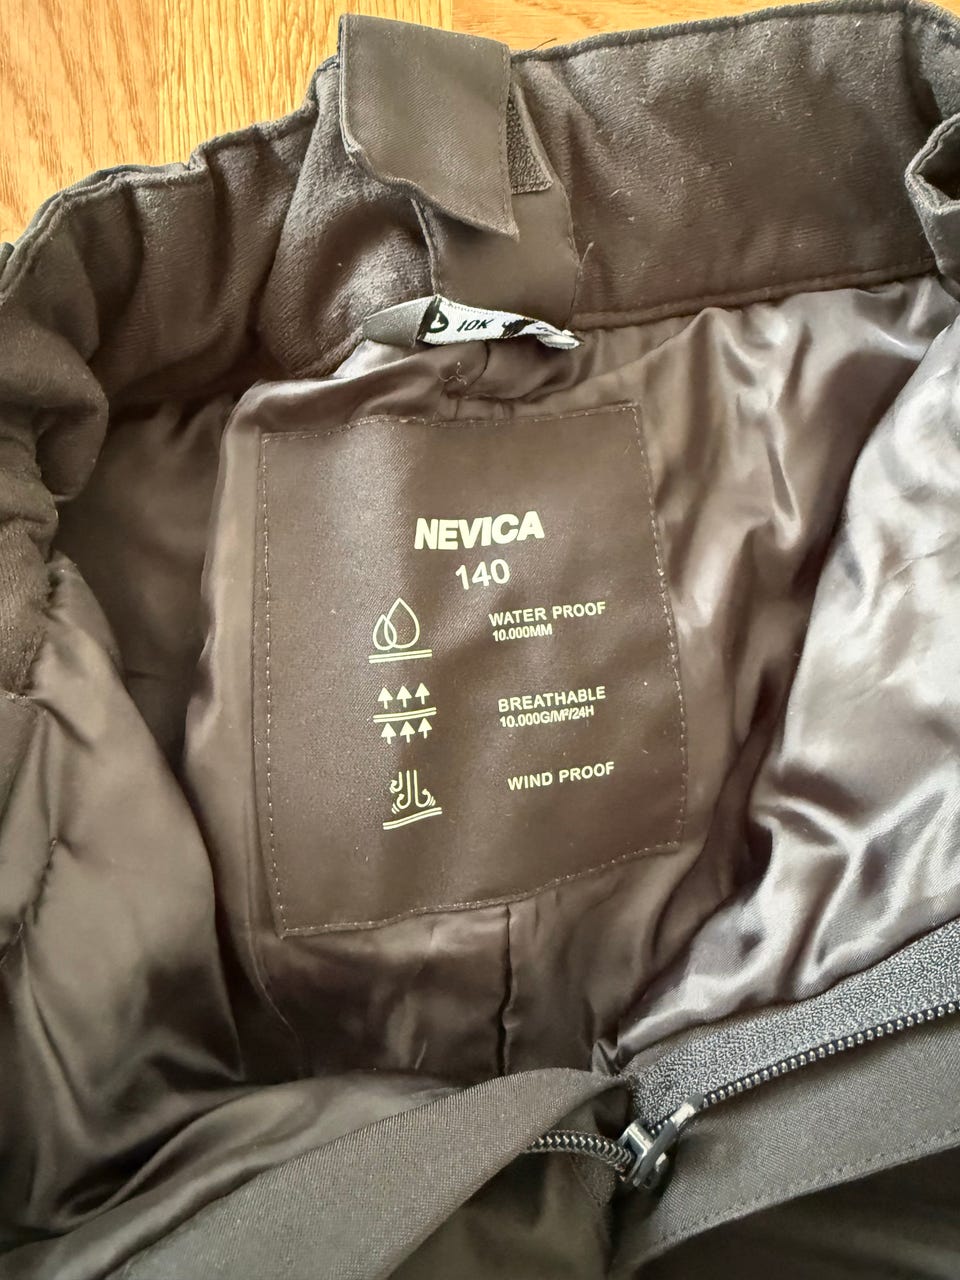 10K
NEVICA
140
WATER PROOF
10.000MM
BREATHABLE
10.000G/M²/24H
WIND PROOF